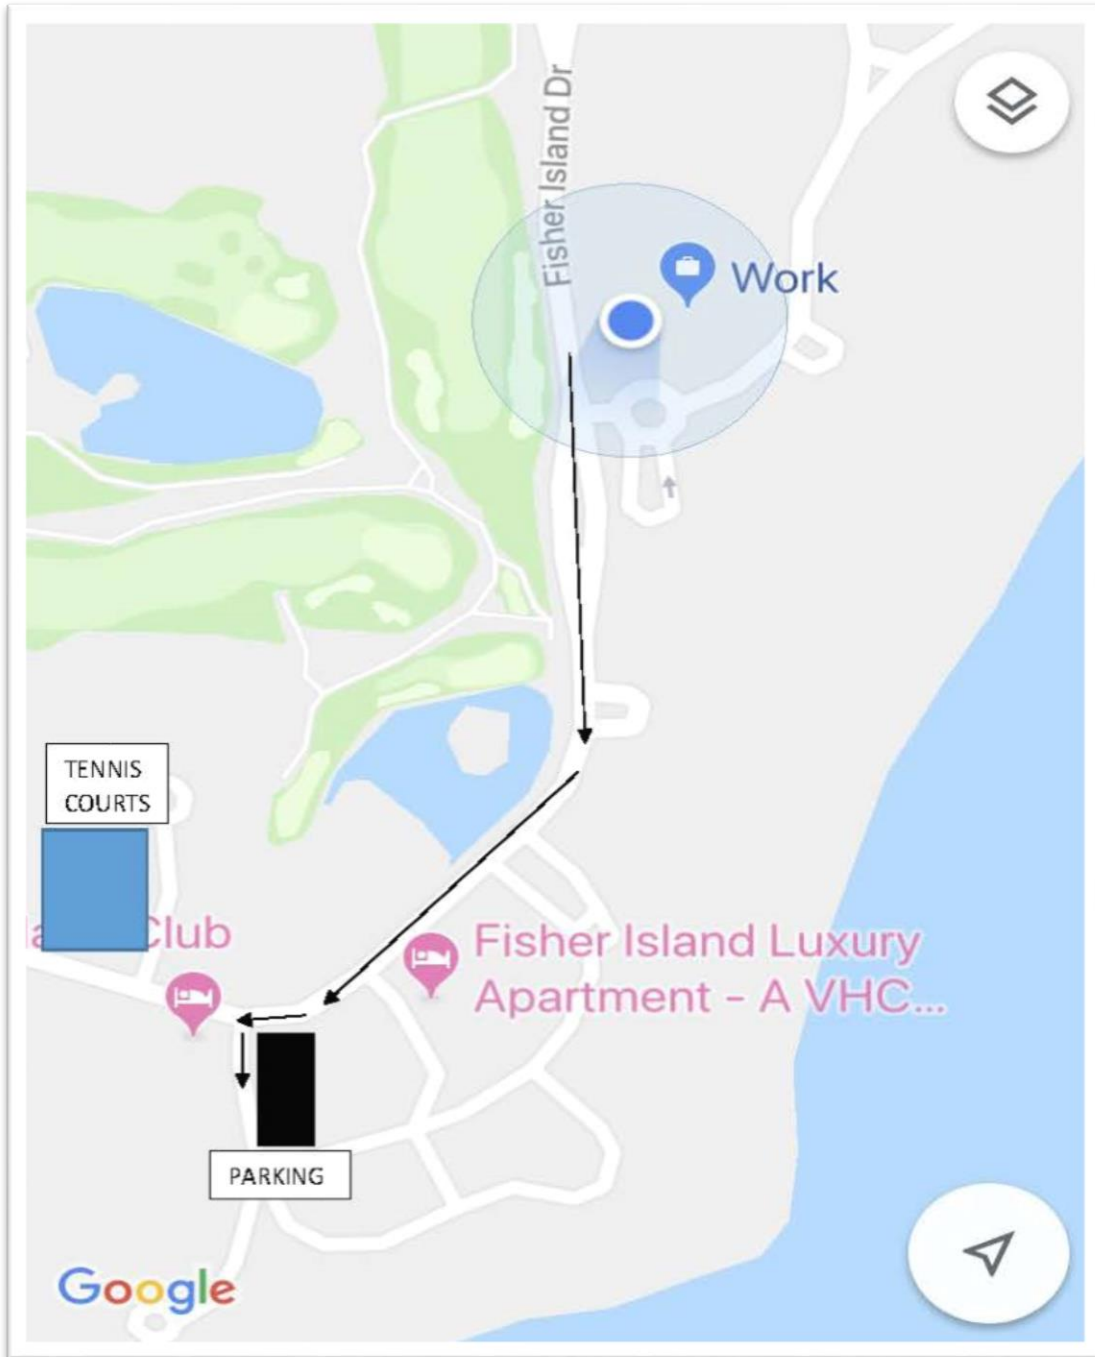 Fisher Island Dr
Work
TENNIS
COURTS
Club
Fisher Island Luxury
Apartment - A VHC...
PARKING
Google